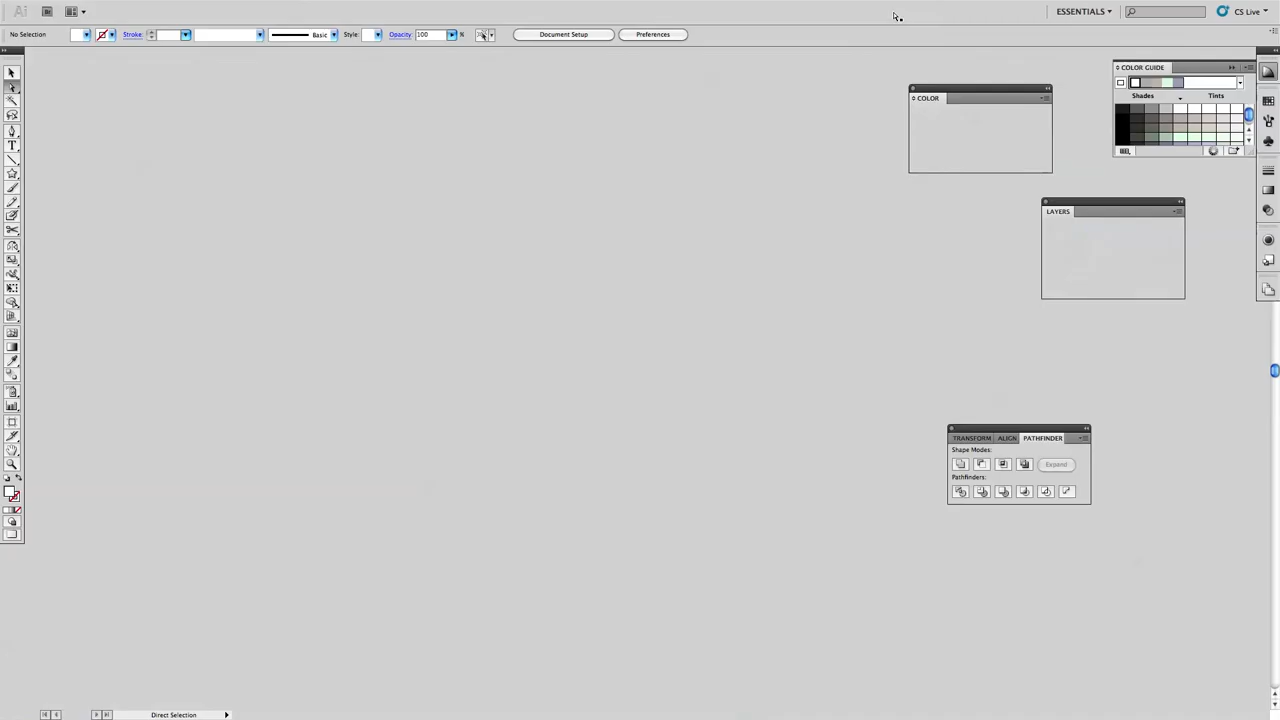 Ai
ESSENTIALS
CS Live
No Selection
Stroke:
Basic
Style:
Opacity
100
%
Document Setup
Preferences
COLOR GUIDE
Shades
Tints
COLOR
LAYERS
TRANSFORM
ALIGN
PATHFINDER
Shape Modes:
Expand
Pathfinders:
Direct Selection